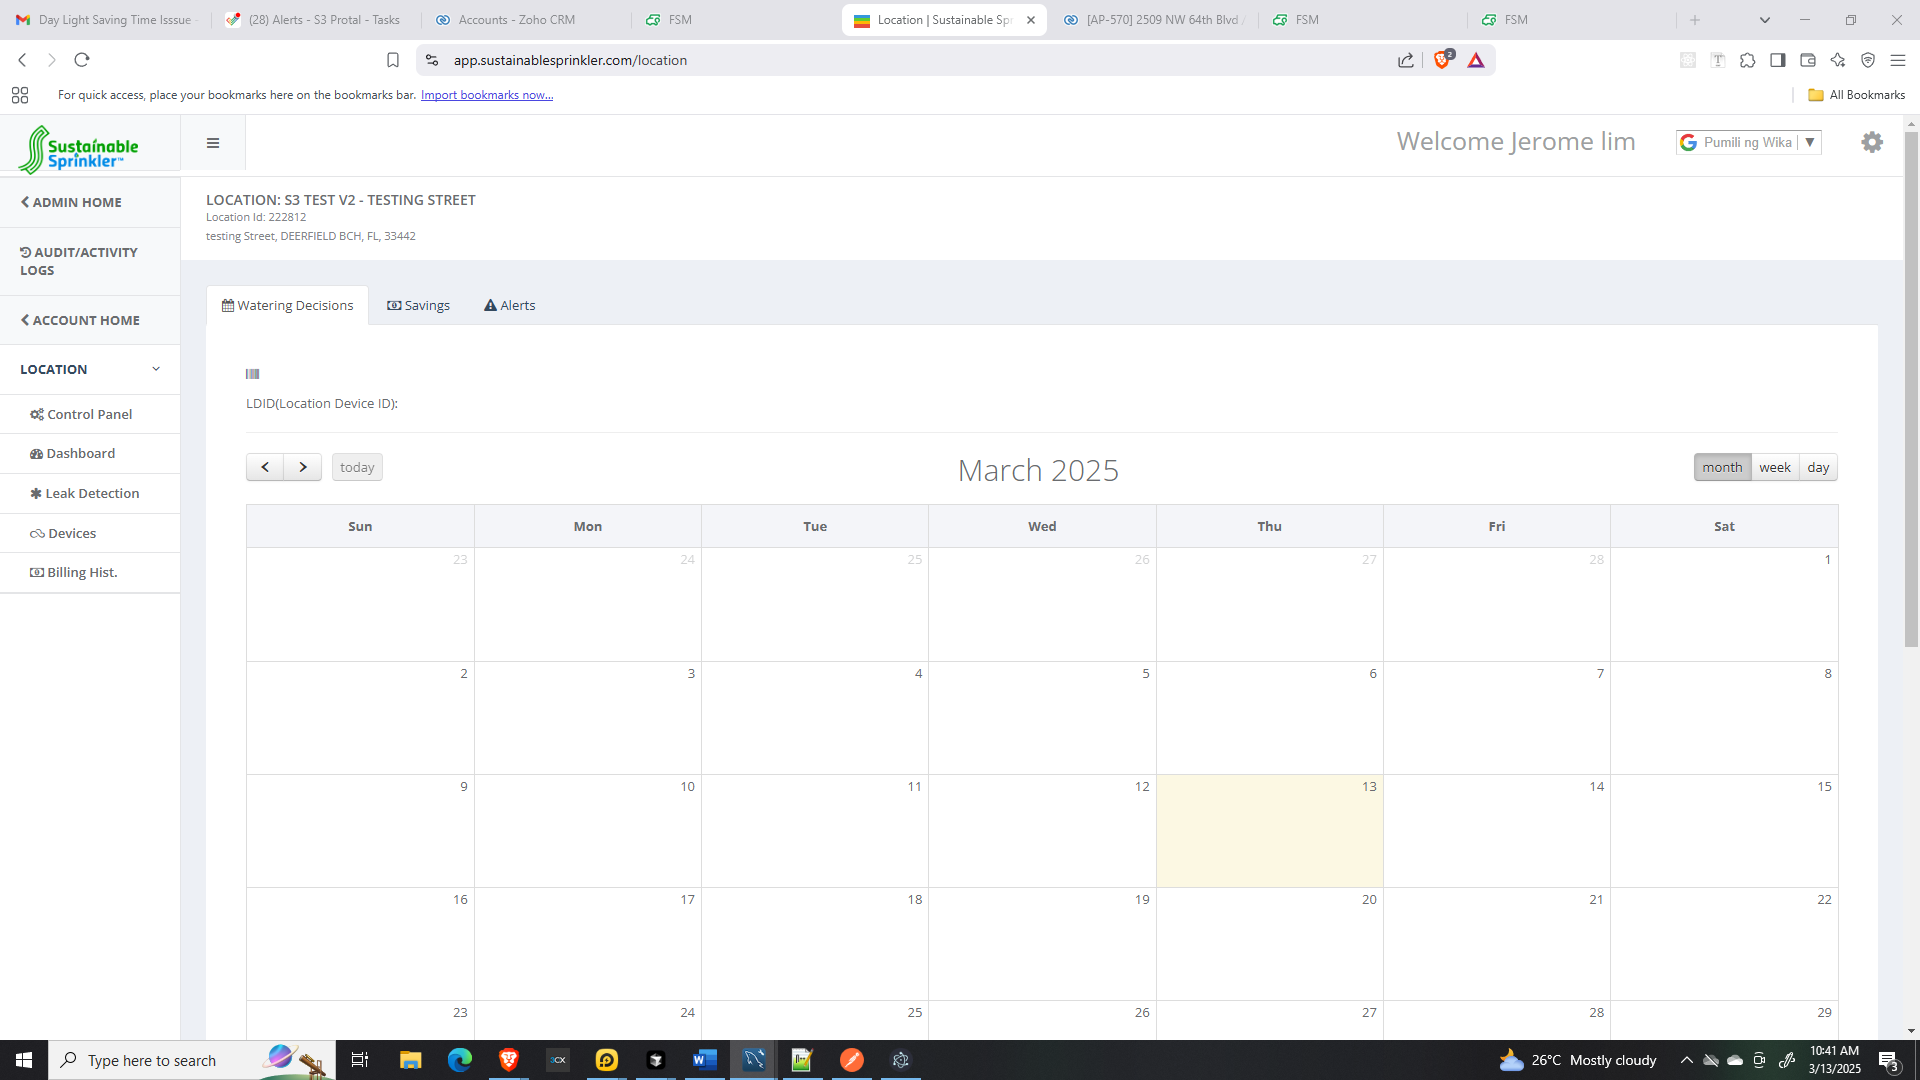 Day Light Saving Time Isssue
(28) Alerts - S3 Protal - Tasks
Accounts - Zoho CRM
FSM
Location | Sustainable Spr
[AP-570] 2509 NW 64th Blvd
FSM
FSM
app.sustainablesprinkler.com/location
2
For quick access, place your bookmarks here on the bookmarks bar. Import bookmarks now...
All Bookmarks
Sustainable
Sprinkler™
Welcome Jerome lim
G Pumili ng Wika ▼
ADMIN HOME
AUDIT/ACTIVITY
LOGS
ACCOUNT HOME
LOCATION
Control Panel
Dashboard
Leak Detection
Devices
Billing Hist.
LOCATION: S3 TEST V2 - TESTING STREET
Location Id: 222812
testing Street, DEERFIELD BCH, FL, 33442
Watering Decisions
Savings
Alerts
LDID(Location Device ID):
today
March 2025
month week day
Sun Mon Tue Wed Thu Fri Sat
23 24 25 26 27 28 1
2 3 4 5 6 7 8
9 10 11 12 13 14 15
16 17 18 19 20 21 22
23 24 25 26 27 28 29
Type here to search
26°C Mostly cloudy
10:41 AM
3/13/2025
3